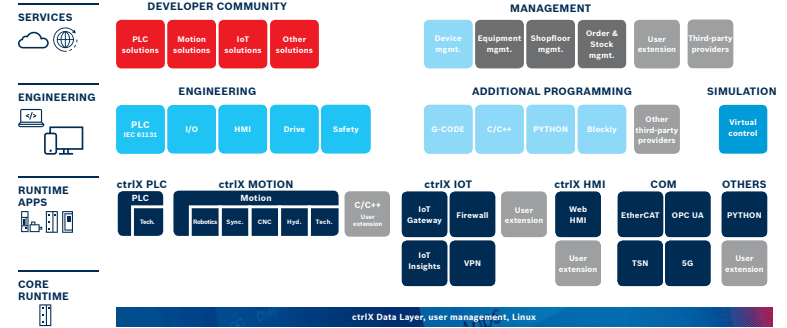 SERVICES
DEVELOPER COMMUNITY
PLC
solutions
Motion
solutions
IoT
solutions
Other
solutions
MANAGEMENT
Device
mgmt.
Equipment
mgmt.
Shopfloor
mgmt.
Order &
Stock
mgmt.
User
extension
Third-party
providers
ENGINEERING
</>
ENGINEERING
PLC
IEC 61131
I/O
HMI
Drive
Safety
ADDITIONAL PROGRAMMING
G-CODE
C/C++
PYTHON
Blockly
Other
third-party
providers
SIMULATION
Virtual
control
RUNTIME
APPS
ctrlX PLC
PLC
Tech.
ctrlX MOTION
Motion
Robotics
Sync.
CNC
Hyd.
Tech.
C/C++
User
extension
ctrlX IOT
IoT
Gateway
Firewall
User
extension
IoT
Insights
VPN
ctrlX HMI
Web
HMI
User
extension
COM
EtherCAT
OPC UA
TSN
5G
OTHERS
PYTHON
User
extension
CORE
RUNTIME
ctrlX Data Layer, user management, Linux